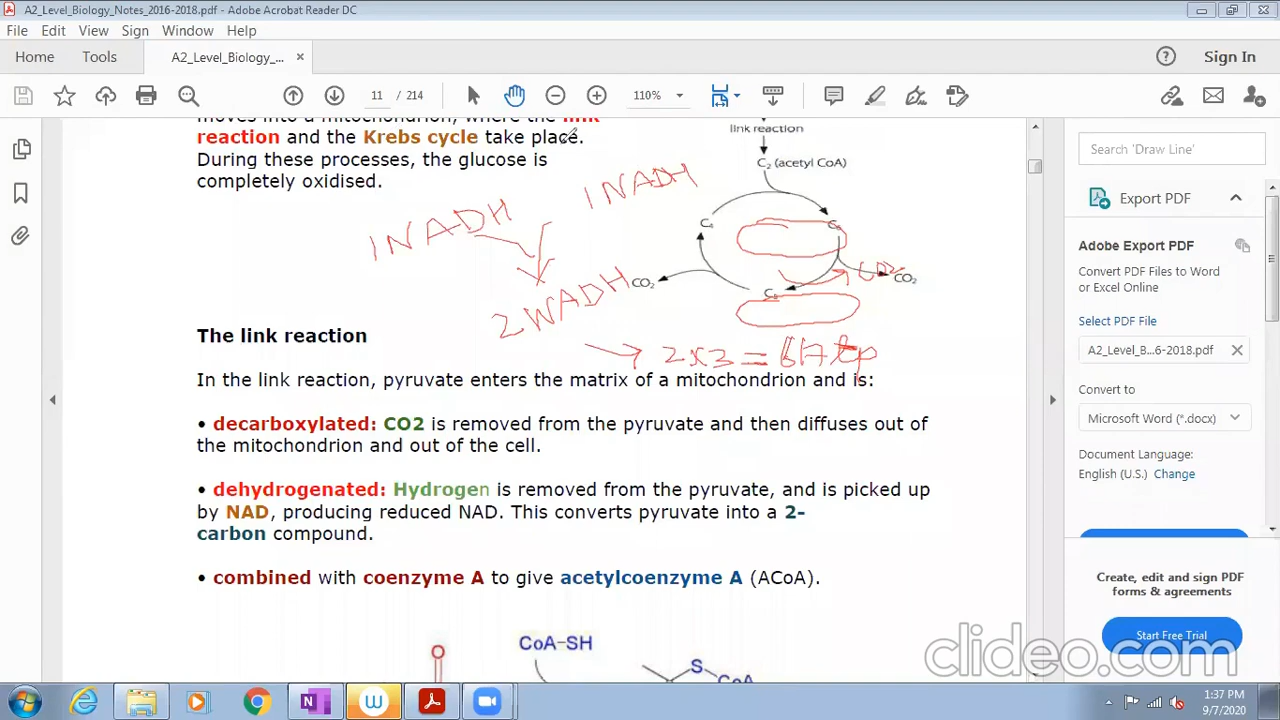 A2_Level_Biology_Notes_2016-2018.pdf - Adobe Acrobat Reader DC
File Edit View Sign Window Help
Home Tools A2_Level_Biology_... × Sign In
11 / 214 110%
moves into a mitochondrion, where the link
reaction and the Krebs cycle take place.
During these processes, the glucose is
completely oxidised.
link reaction
C2 (acetyl CoA)
1NADH
1NADH
CO2
CO2
CO2
2NADH
2x3 =
The link reaction
In the link reaction, pyruvate enters the matrix of a mitochondrion and is:
• decarboxylated: CO2 is removed from the pyruvate and then diffuses out of
the mitochondrion and out of the cell.
• dehydrogenated: Hydrogen is removed from the pyruvate, and is picked up
by NAD, producing reduced NAD. This converts pyruvate into a 2-
carbon compound.
• combined with coenzyme A to give acetylcoenzyme A (ACoA).
O
CoA-SH
S
CoA
Search 'Draw Line'
Export PDF
Adobe Export PDF
Convert PDF Files to Word
or Excel Online
Select PDF File
A2_Level_B...6-2018.pdf ×
Convert to
Microsoft Word (*.docx)
Document Language:
English (U.S.) Change
Create, edit and sign PDF
forms & agreements
Start Free Trial
clideo.com
1:37 PM
9/7/2020